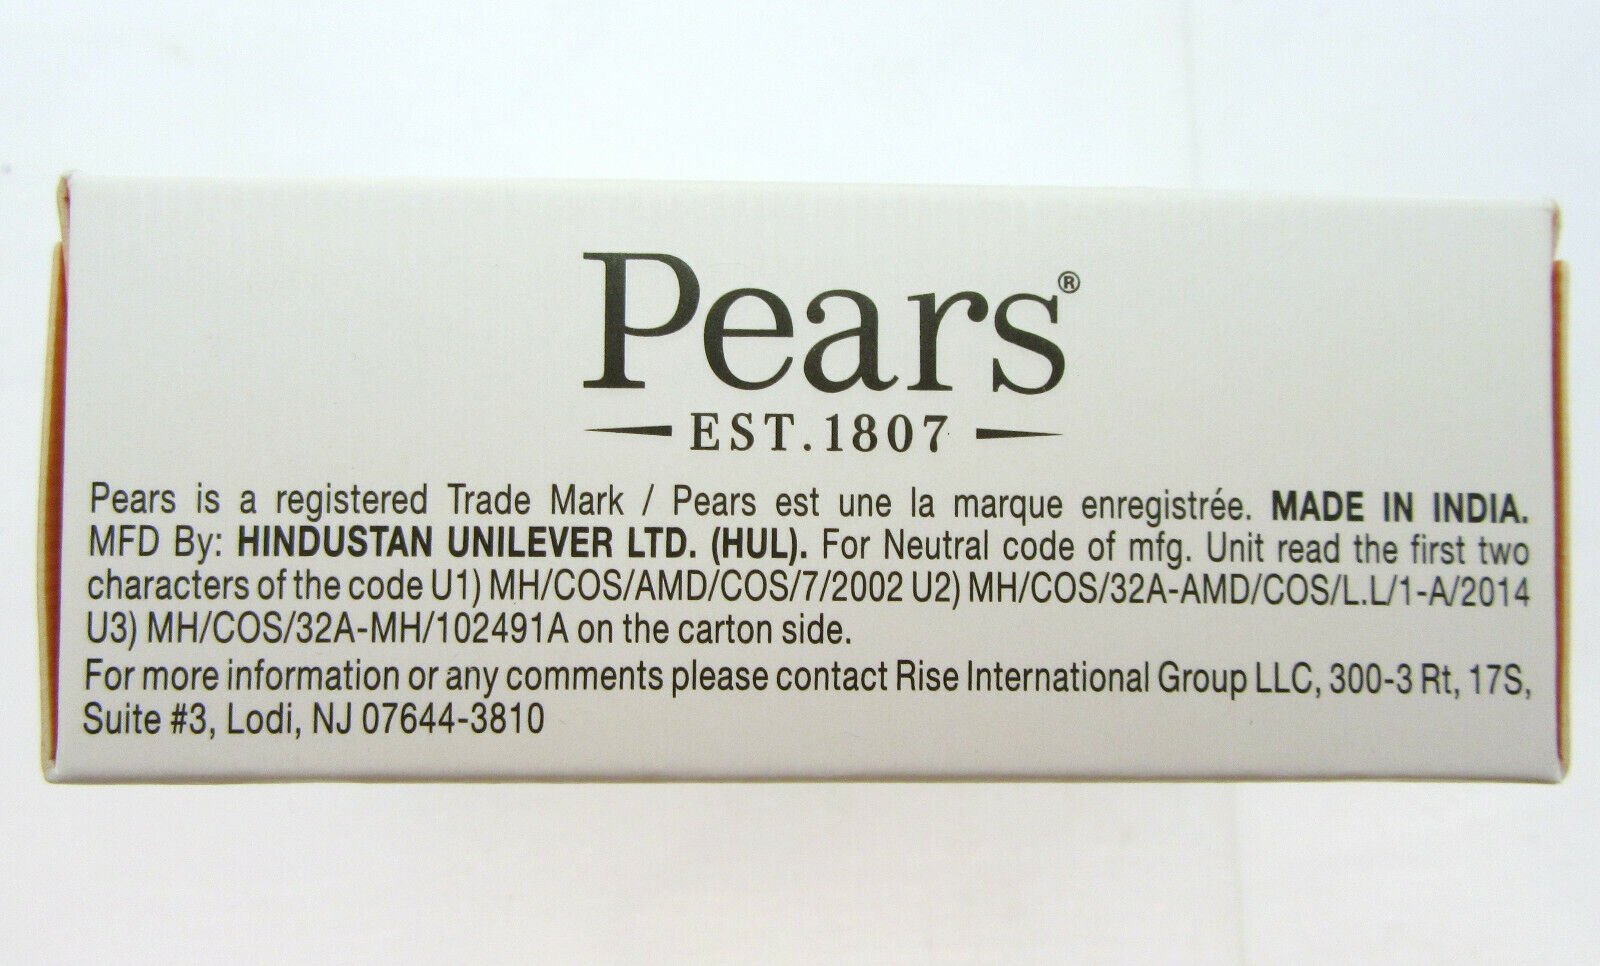 Pears®
EST.1807
Pears is a registered Trade Mark / Pears est une la marque enregistrée. MADE IN INDIA.
MFD By: HINDUSTAN UNILEVER LTD. (HUL). For Neutral code of mfg. Unit read the first two
characters of the code U1) MH/COS/AMD/COS/7/2002 U2) MH/COS/32A-AMD/COS/L.L/1-A/2014
U3) MH/COS/32A-MH/102491A on the carton side.
For more information or any comments please contact Rise International Group LLC, 300-3 Rt, 17S,
Suite #3, Lodi, NJ 07644-3810